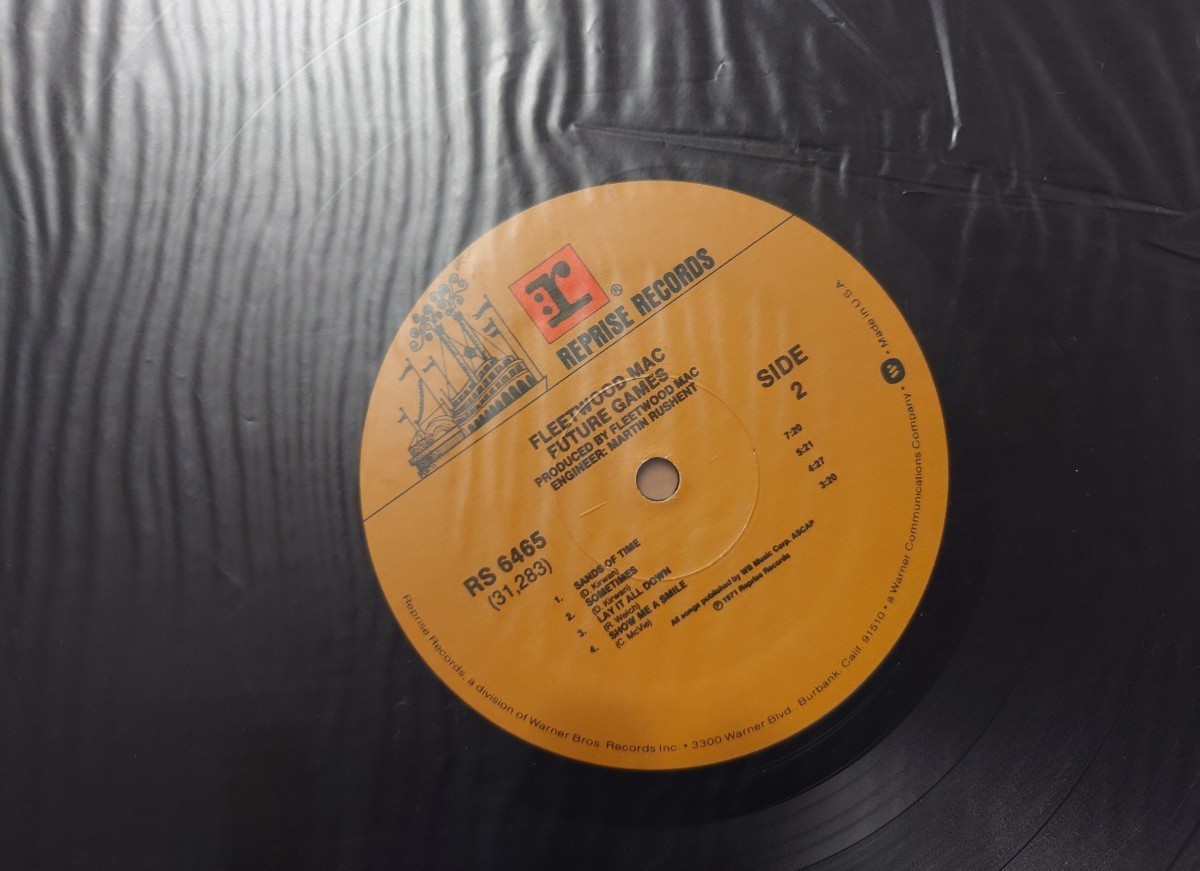 r ®
REPRISE RECORDS
FLEETWOOD MAC
FUTURE GAMES
PRODUCED BY FLEETWOOD MAC
ENGINEER: MARTIN RUSHENT
SIDE
2
RS 6465
(31,283)
1. SANDS OF TIME 7:20
(D. Kirwan)
2. SOMETIMES 5:21
(D. Kirwan)
3. LAY IT ALL DOWN 4:27
(R. Welch)
4. SHOW ME A SMILE 3:20
(C. McVie)
All songs published by WB Music Corp. ASCAP
℗ 1971 Reprise Records
Reprise Records, a division of Warner Bros. Records Inc. • 3300 Warner Blvd., Burbank, Calif. 91510 • a Warner Communications Company • • Made in U.S.A.